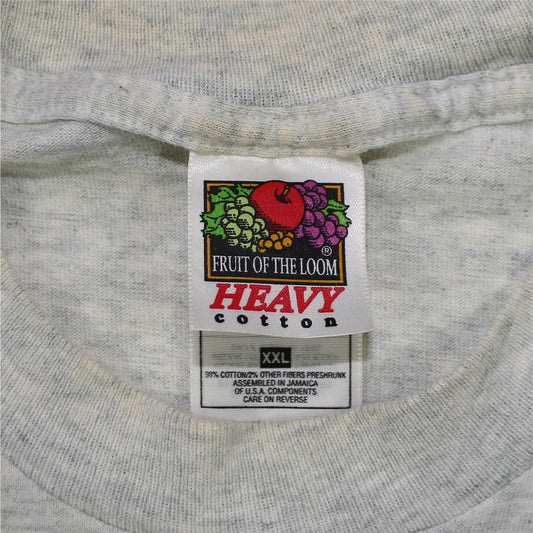 ®
FRUIT OF THE LOOM
HEAVY
cotton
XXL
98% COTTON/2% OTHER FIBERS PRESHRUNK
ASSEMBLED IN JAMAICA
OF U.S.A. COMPONENTS
CARE ON REVERSE